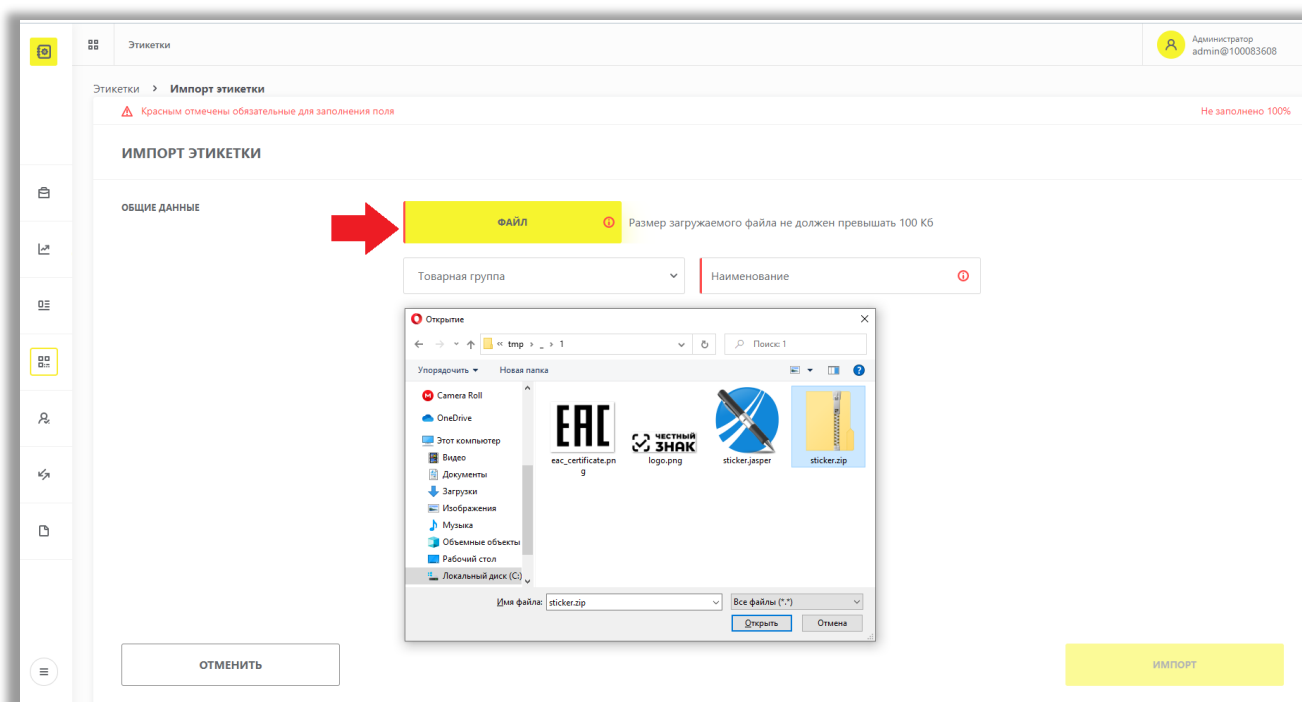 Этикетки
Администратор
admin@100083608
Этикетки > Импорт этикетки
Красным отмечены обязательные для заполнения поля
Не заполнено 100%
ИМПОРТ ЭТИКЕТКИ
ОБЩИЕ ДАННЫЕ
ФАЙЛ
Размер загружаемого файла не должен превышать 100 Кб
Товарная группа
Наименование
Открытие
« tmp > _ > 1
Поиск: 1
Упорядочить
Новая папка
Camera Roll
OneDrive
Этот компьютер
Видео
Документы
Загрузки
Изображения
Музыка
Объемные объекты
Рабочий стол
Локальный диск (C:)
EAC
eac_certificate.pn
g
ЧЕСТНЫЙ
ЗНАК
logo.png
sticker.jasper
sticker.zip
Имя файла: sticker.zip
Все файлы (*.*)
Открыть
Отмена
ОТМЕНИТЬ
ИМПОРТ